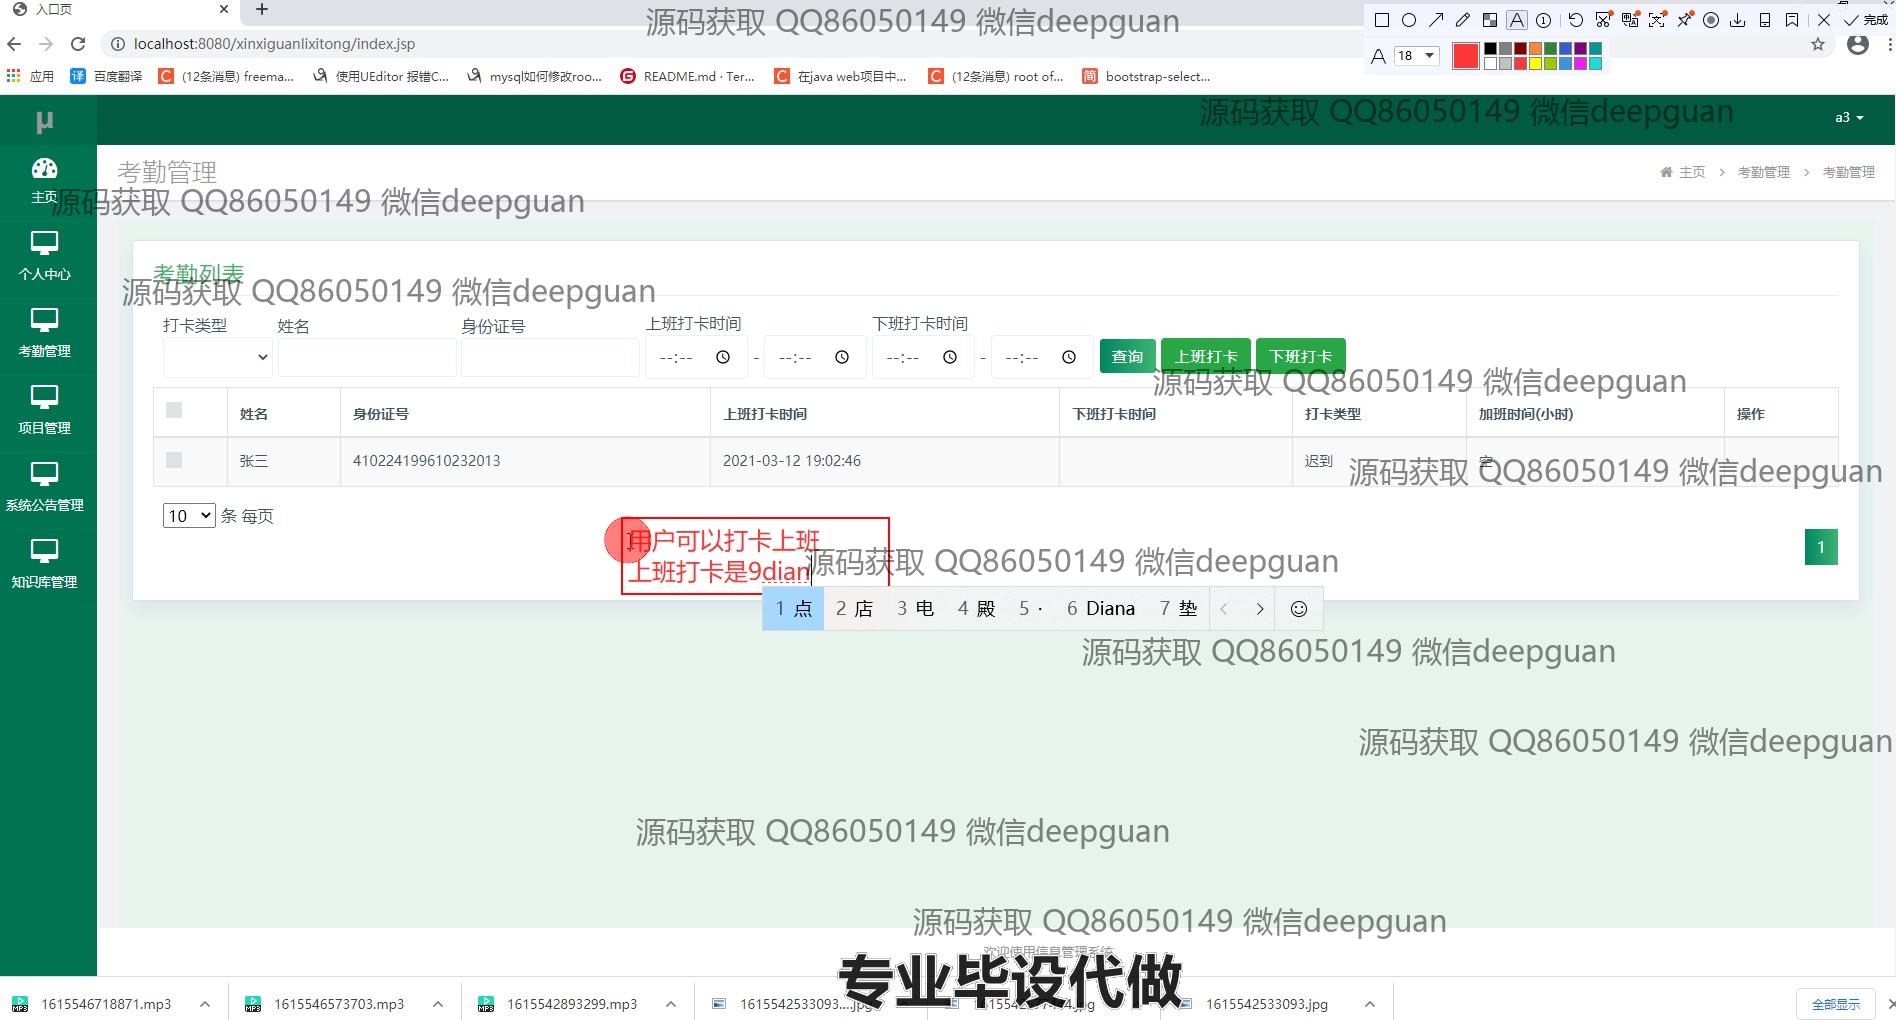 入口页
源码获取 QQ86050149 微信deepguan
完成
localhost:8080/xinxiguanlixitong/index.jsp
A 18
应用 百度翻译 (12条消息) freema... 使用UEditor 报错C... mysql如何修改roo... README.md · Ter... 在java web项目中... (12条消息) root of... bootstrap-select...
μ
源码获取 QQ86050149 微信deepguan
a3
考勤管理
主页 > 考勤管理 > 考勤管理
主页
源码获取 QQ86050149 微信deepguan
个人中心
考勤列表
源码获取 QQ86050149 微信deepguan
打卡类型 姓名 身份证号 上班打卡时间 下班打卡时间
考勤管理
--:-- - --:-- --:-- - --:-- 查询 上班打卡 下班打卡
源码获取 QQ86050149 微信deepguan
姓名 身份证号 上班打卡时间 下班打卡时间 打卡类型 加班时间(小时) 操作
项目管理
张三 410224199610232013 2021-03-12 19:02:46 迟到 空
源码获取 QQ86050149 微信deepguan
系统公告管理
10 条 每页
用户可以打卡上班
1
源码获取 QQ86050149 微信deepguan
上班打卡是9dian
知识库管理
1 点 2 店 3 电 4 殿 5 · 6 Diana 7 垫
源码获取 QQ86050149 微信deepguan
源码获取 QQ86050149 微信deepguan
源码获取 QQ86050149 微信deepguan
源码获取 QQ86050149 微信deepguan
欢迎使用信息管理系统
专业毕设代做
1615546718871.mp3 1615546573703.mp3 1615542893299.mp3 1615542533093....jpg 1615542533093.jpg 全部显示